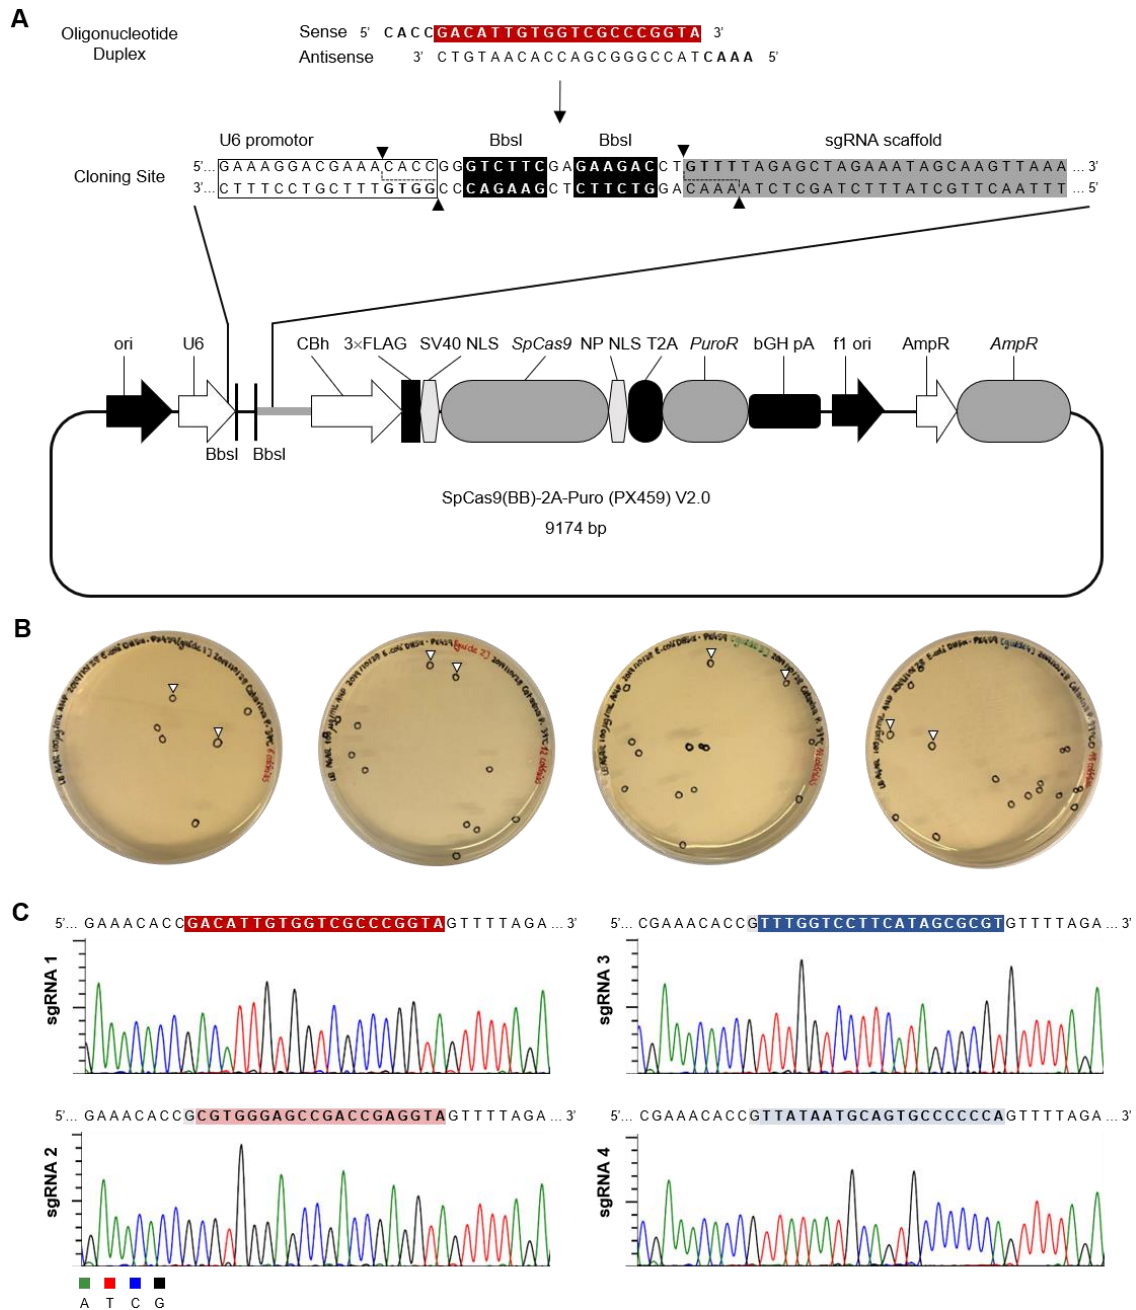 A
Oligonucleotide
Duplex
Sense 5' CACCGACATTGTGGTCGCCCGGTA 3'
Antisense 3' CTGTAACACCAGCGGGCCATCAAA 5'
U6 promotor BbsI BbsI sgRNA scaffold
Cloning Site
5'... GAAAGGACGAAACACCGGGTCTTCGAGAAGACCTGTTTTAGAGCTAGAAATAGCAAGTTAAA ... 3'
3'... CTTTCCTGCTTTGTGGCCCAGAAGCTCTTCTGGACAAAATCTCGATCTTTATCGTTCAATTT ... 5'
ori U6 CBh 3×FLAG SV40 NLS SpCas9 NP NLS T2A PuroR bGH pA f1 ori AmpR AmpR
BbsI BbsI
SpCas9(BB)-2A-Puro (PX459) V2.0
9174 bp
B
C
5'... GAAACACCGACATTGTGGTCGCCCGGTAGTTTTAGA ... 3'
sgRNA 1
5'... CGAAACACCGTTTGGTCCTTCATAGCGCGTGTTTTAGA ... 3'
sgRNA 3
5'... GAAACACCGCGTGGGAGCCGACCGAGGTAGTTTTAGA ... 3'
sgRNA 2
5'... CGAAACACCGTTATAATGCAGTGCCCCCCAGTTTTAGA ... 3'
sgRNA 4
A T C G